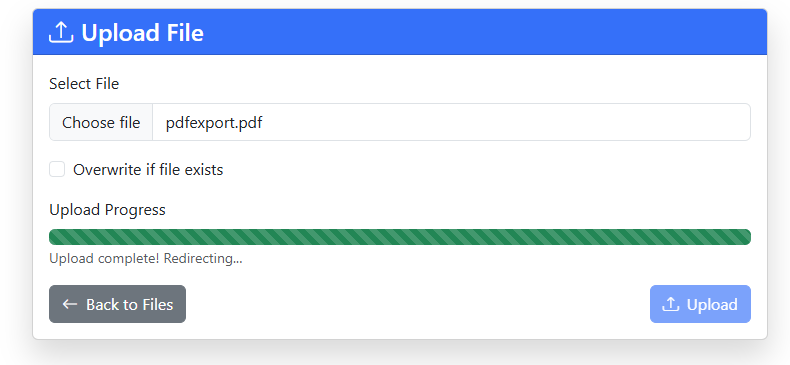 Upload File
Select File
Choose file pdfexport.pdf
Overwrite if file exists
Upload Progress
Upload complete! Redirecting...
Back to Files Upload